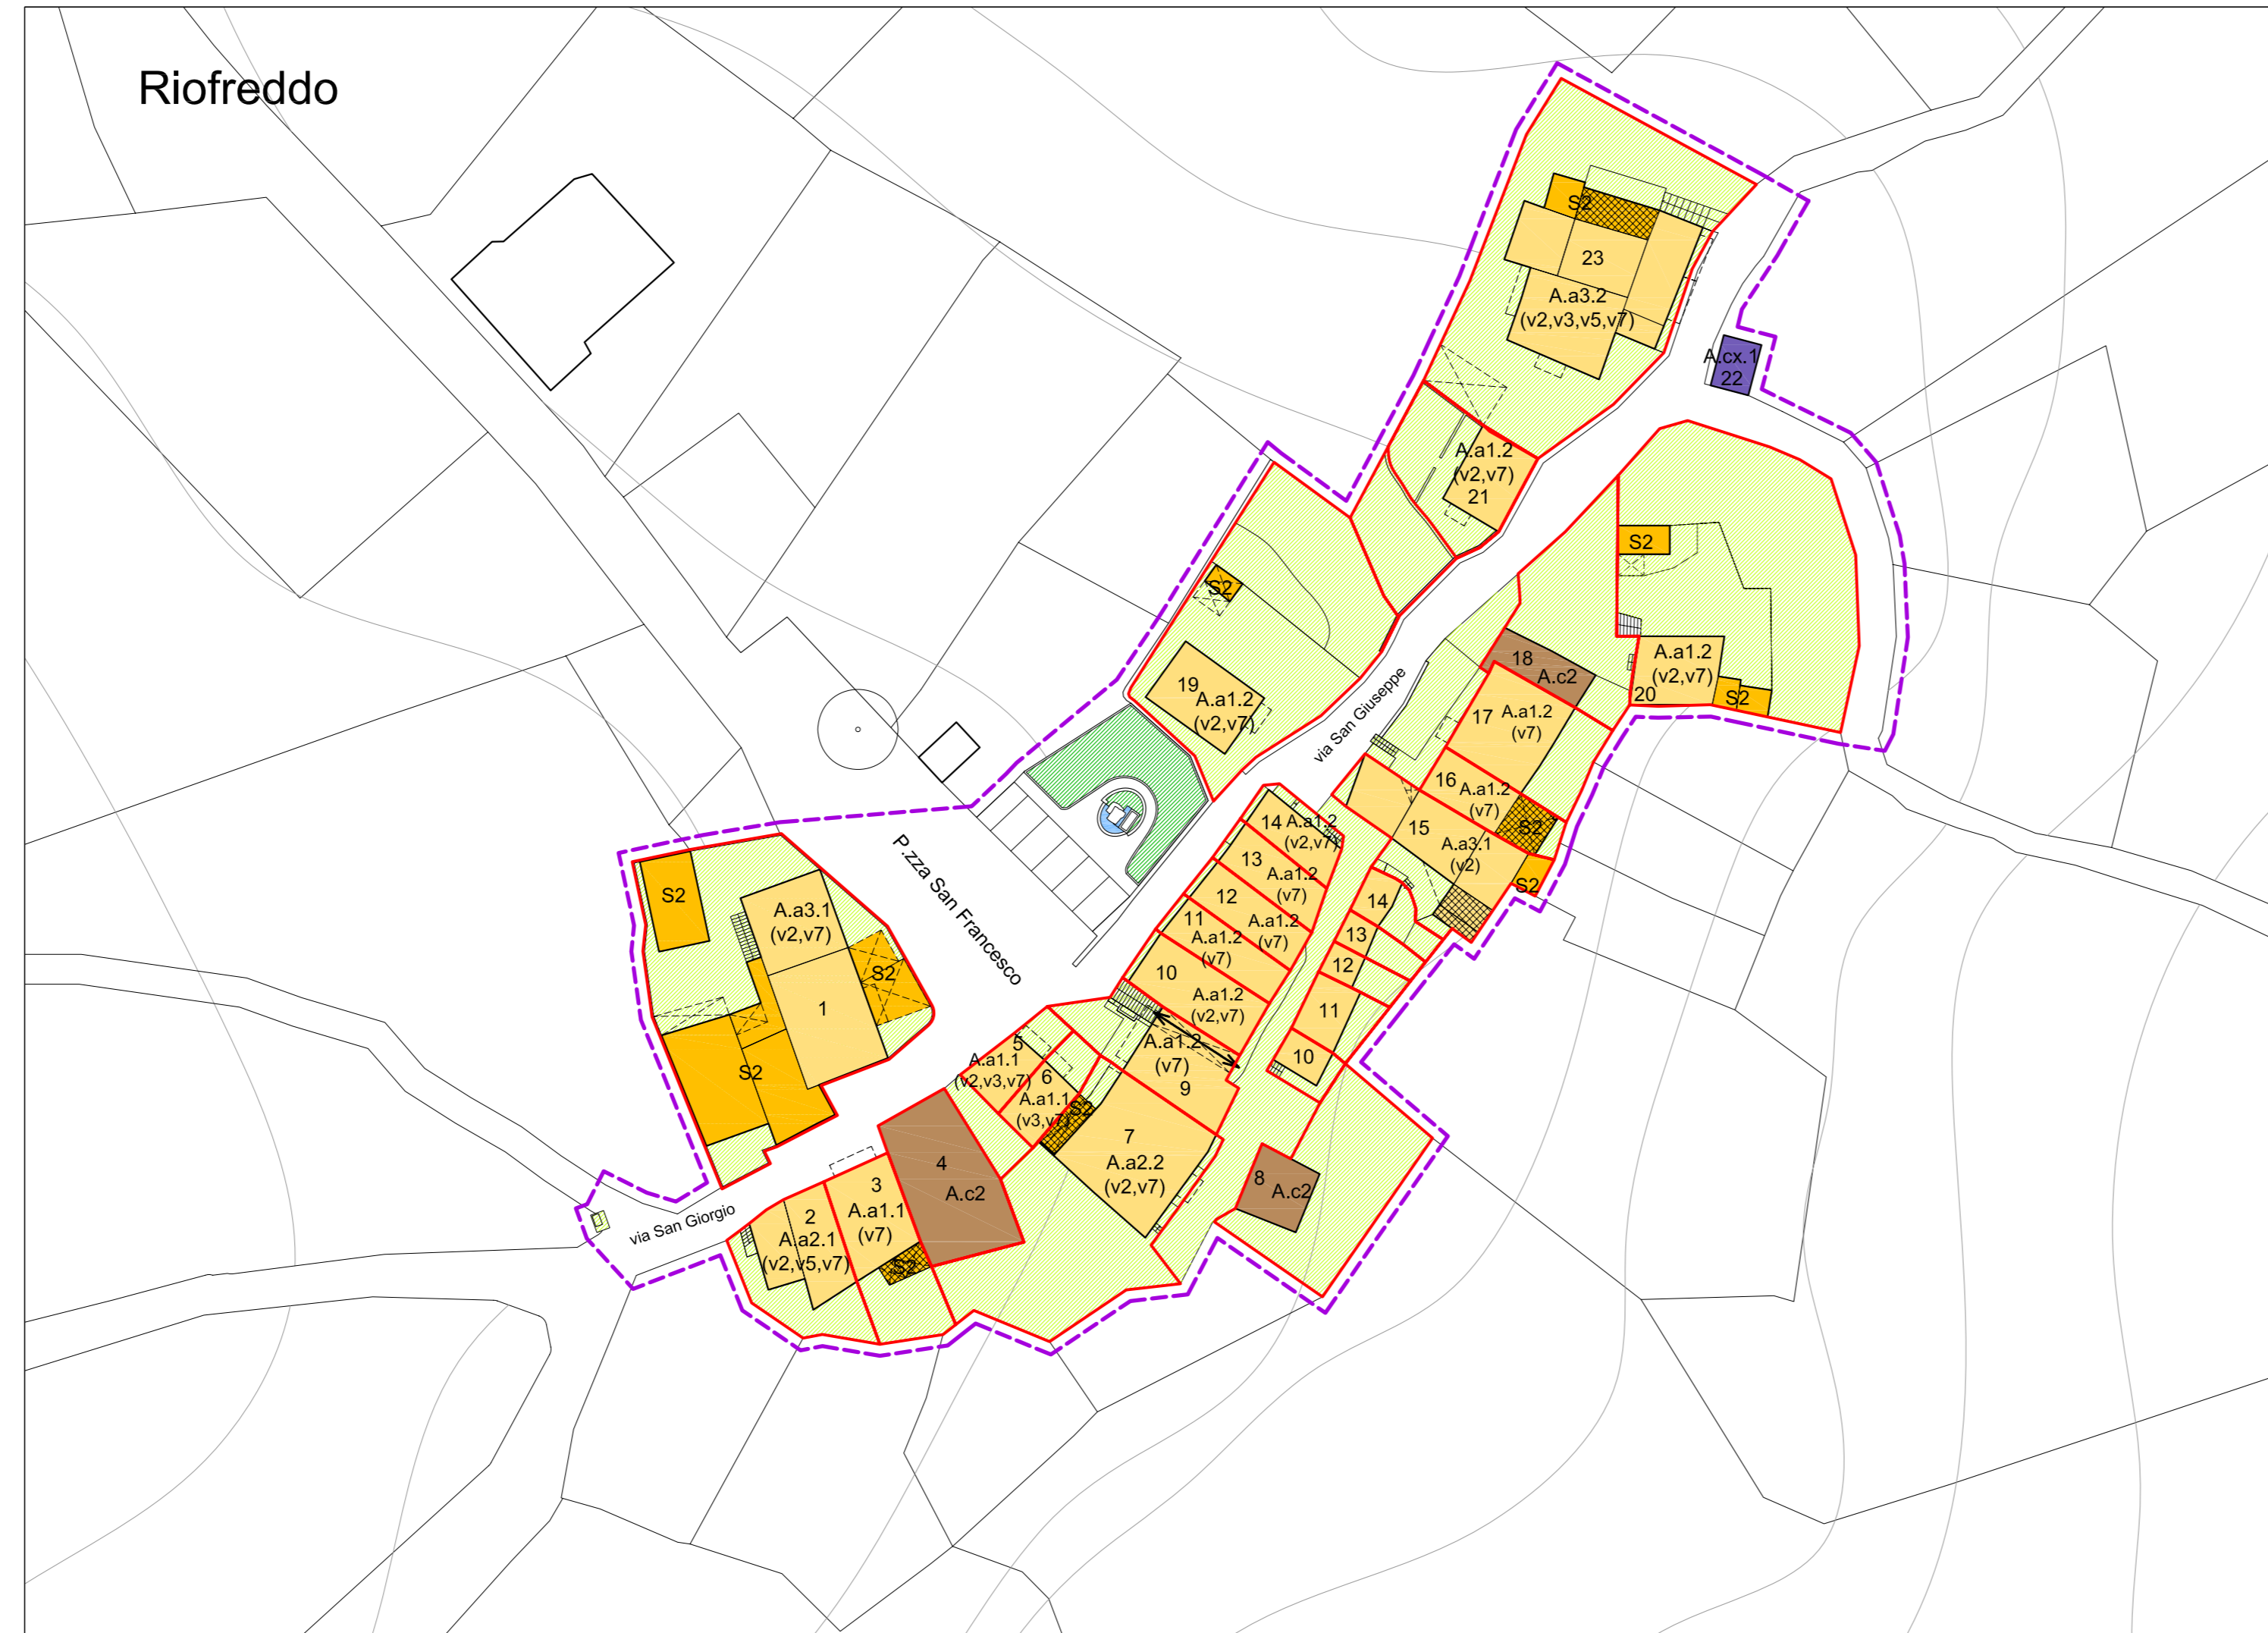 Riofreddo
S2
23
A.a3.2
(v2,v3,v5,v7)
A.cx.1
22
A.a1.2
(v2,v7)
21
S2
S2
19
A.a1.2
(v2,v7)
via San Giuseppe
18
A.c2
A.a1.2
(v2,v7)
20
S2
17
A.a1.2
(v7)
16
A.a1.2
(v7)
S2
15
A.a3.1
(v2)
S2
14
A.a1.2
(v2,v7)
13
A.a1.2
(v7)
12
A.a1.2
(v7)
11
A.a1.2
(v7)
10
A.a1.2
(v2,v7)
14
13
12
11
10
P.zza San Francesco
S2
A.a3.1
(v2,v7)
S2
1
S2
A.a1.2
(v7)
9
5
A.a1.1
(v2,v3,v7)
6
A.a1.1
(v3,v7)
S2
7
A.a2.2
(v2,v7)
8
A.c2
4
A.c2
3
A.a1.1
(v7)
S2
2
A.a2.1
(v2,v5,v7)
via San Giorgio